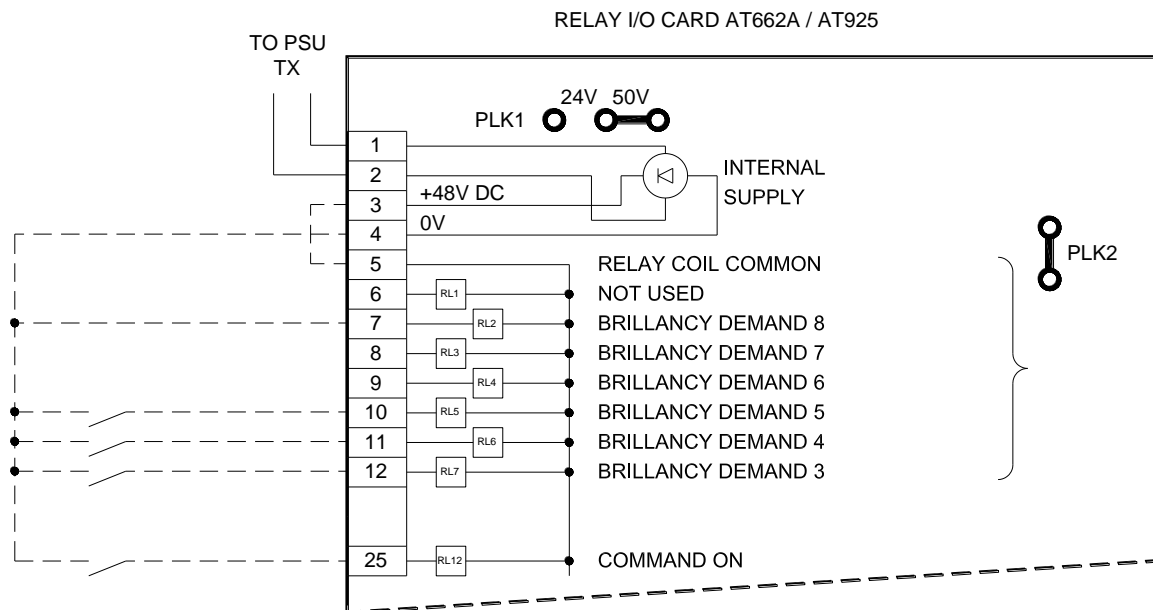 RELAY I/O CARD AT662A / AT925
TO PSU
TX
24V 50V
PLK1
1
2
INTERNAL
SUPPLY
+48V DC
3
0V
4
PLK2
5 RELAY COIL COMMON
6 RL1 NOT USED
7 RL2 BRILLANCY DEMAND 8
8 RL3 BRILLANCY DEMAND 7
9 RL4 BRILLANCY DEMAND 6
10 RL5 BRILLANCY DEMAND 5
11 RL6 BRILLANCY DEMAND 4
12 RL7 BRILLANCY DEMAND 3
25 RL12 COMMAND ON